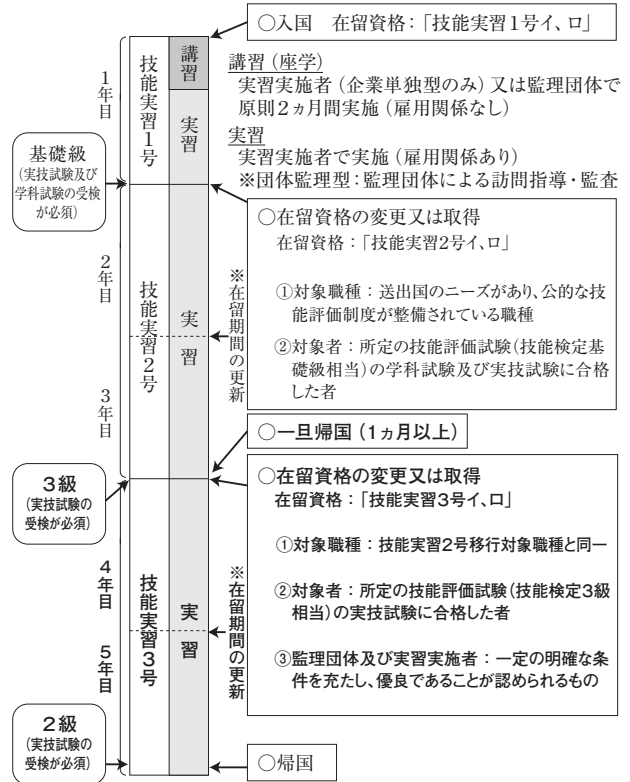 ○入国 在留資格：「技能実習1号イ、ロ」
1年目
技能実習1号
講習
実習
講習（座学）
実習実施者（企業単独型のみ）又は監理団体で
原則2ヵ月間実施（雇用関係なし）
実習
実習実施者で実施（雇用関係あり）
※団体監理型：監理団体による訪問指導・監査
基礎級
（実技試験及び
学科試験の受検
が必須）
2年目
3年目
技能実習2号
実習
※在留期間の更新
○在留資格の変更又は取得
在留資格：「技能実習2号イ、ロ」
①対象職種：送出国のニーズがあり、公的な技
能評価制度が整備されている職種
②対象者：所定の技能評価試験（技能検定基
礎級相当）の学科試験及び実技試験に合格
した者
○一旦帰国（1ヵ月以上）
3級
（実技試験の
受検が必須）
4年目
5年目
技能実習3号
実習
※在留期間の更新
○在留資格の変更又は取得
在留資格：「技能実習3号イ、ロ」
①対象職種：技能実習2号移行対象職種と同一
②対象者：所定の技能評価試験（技能検定3級
相当）の実技試験に合格した者
③監理団体及び実習実施者：一定の明確な条
件を充たし、優良であることが認められるもの
2級
（実技試験の
受検が必須）
○帰国